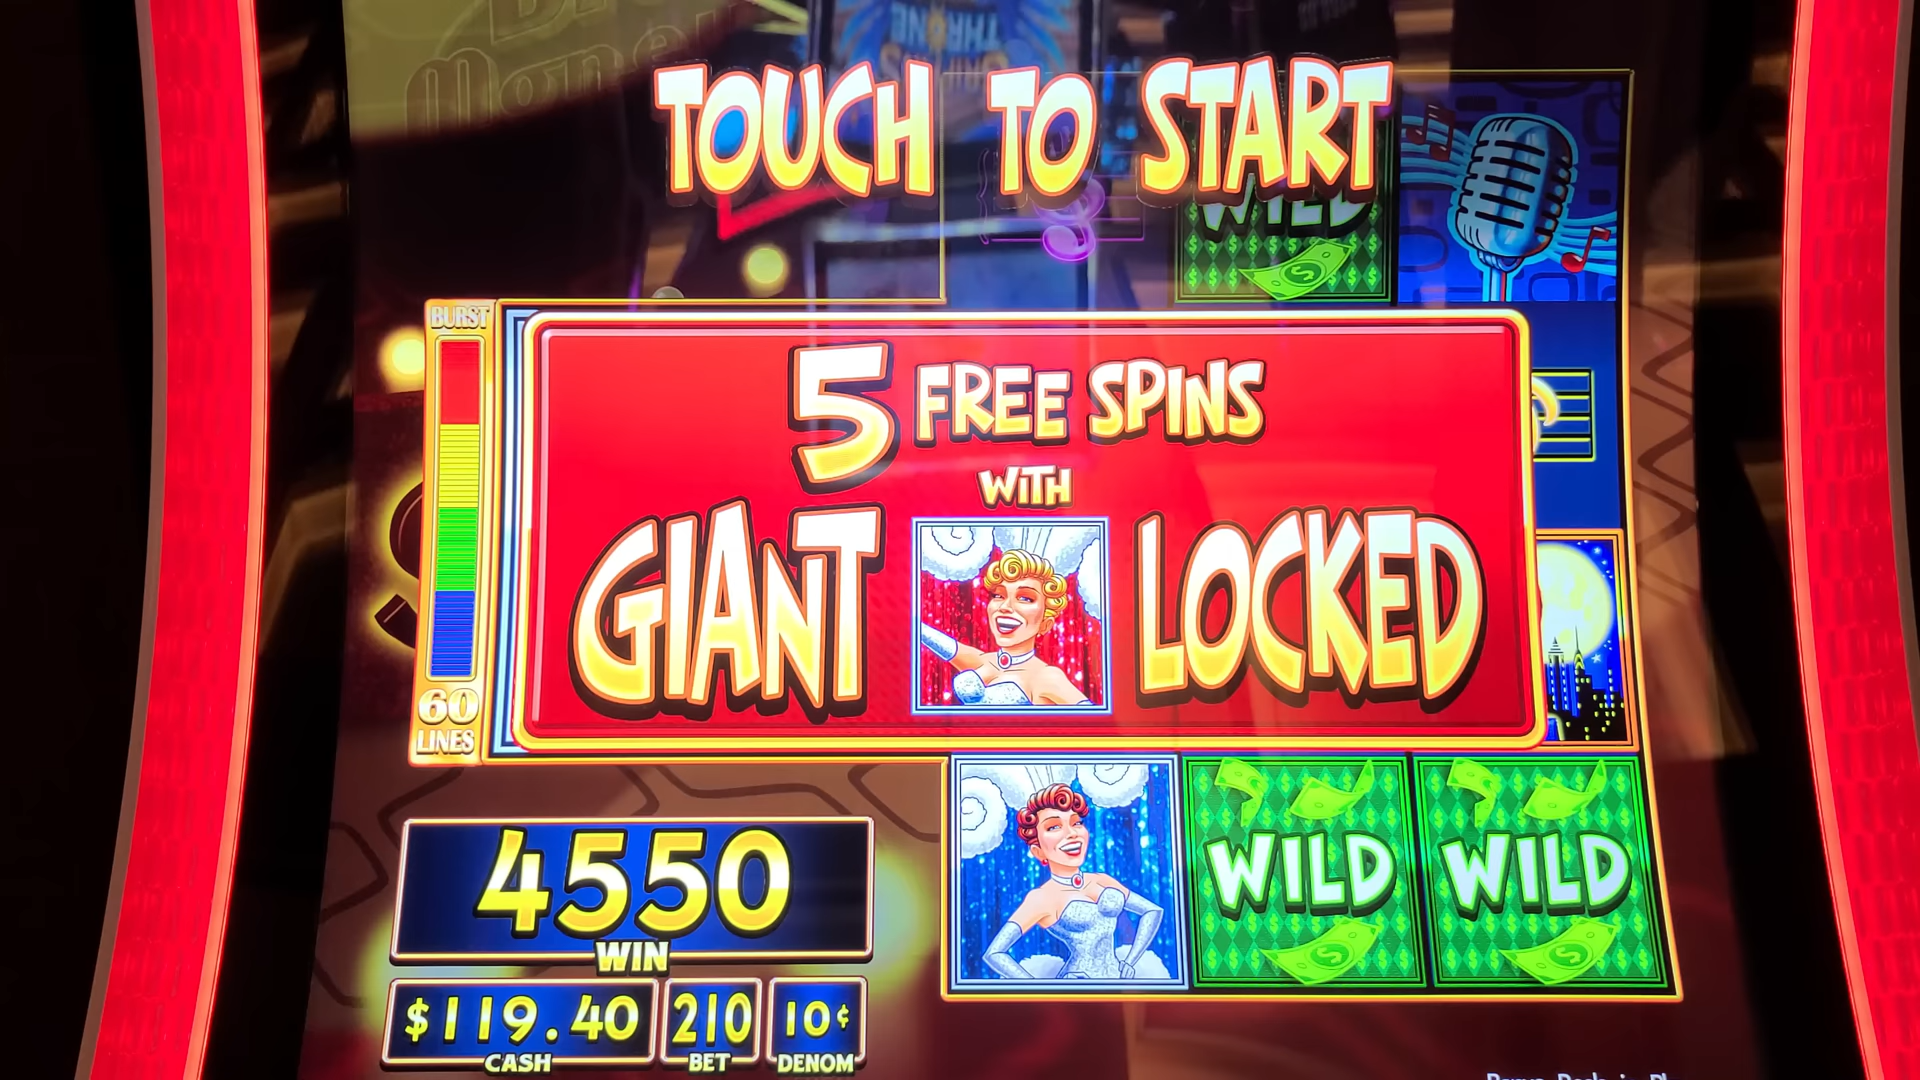 TOUCH TO START
WILD
BURST
5 FREE SPINS
WITH
GIANT LOCKED
60
LINES
WILD WILD
4550
WIN
$119.40 210 10¢
CASH BET DENOM